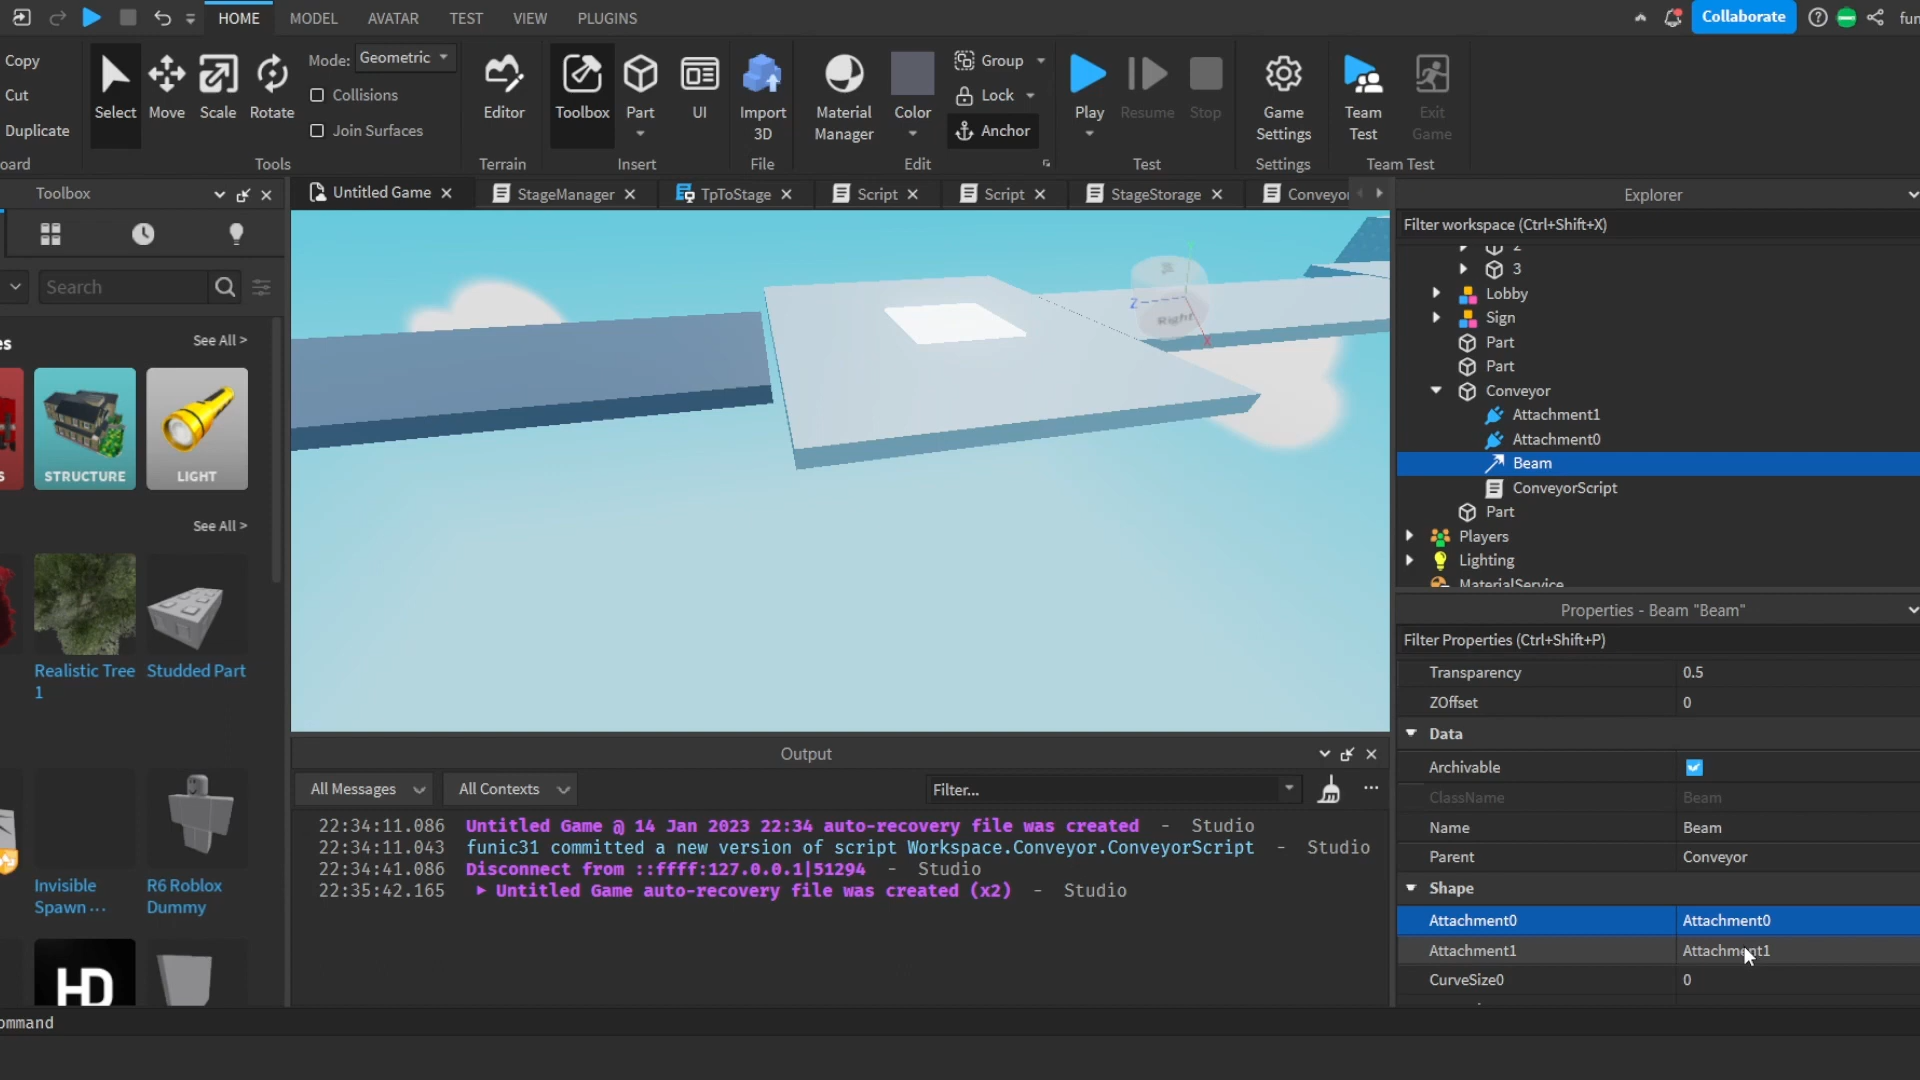 HOME
MODEL
AVATAR
TEST
VIEW
PLUGINS
Collaborate
Copy
Cut
Duplicate
Select
Move
Scale
Rotate
Mode: Geometric
Collisions
Join Surfaces
Tools
Editor
Terrain
Toolbox
Part
UI
Insert
Import
3D
File
Material
Manager
Color
Group
Lock
Anchor
Edit
Play
Resume
Stop
Test
Game
Settings
Settings
Team
Test
Exit
Game
Team Test
Toolbox
Search
See All >
STRUCTURE
LIGHT
See All >
Realistic Tree
1
Studded Part
Invisible
Spawn ...
R6 Roblox
Dummy
HD
Untitled Game
StageManager
TpToStage
Script
Script
StageStorage
Conveyor
Z
Right
X
Output
All Messages
All Contexts
Filter...
22:34:11.086 Untitled Game @ 14 Jan 2023 22:34 auto-recovery file was created - Studio
22:34:11.043 funic31 committed a new version of script Workspace.Conveyor.ConveyorScript - Studio
22:34:41.086 Disconnect from ::ffff:127.0.0.1|51294 - Studio
22:35:42.165 Untitled Game auto-recovery file was created (x2) - Studio
Explorer
Filter workspace (Ctrl+Shift+X)
2
3
Lobby
Sign
Part
Part
Conveyor
Attachment1
Attachment0
Beam
ConveyorScript
Part
Players
Lighting
MaterialService
Properties - Beam "Beam"
Filter Properties (Ctrl+Shift+P)
Transparency 0.5
ZOffset 0
Data
Archivable
ClassName Beam
Name Beam
Parent Conveyor
Shape
Attachment0 Attachment0
Attachment1 Attachment1
CurveSize0 0